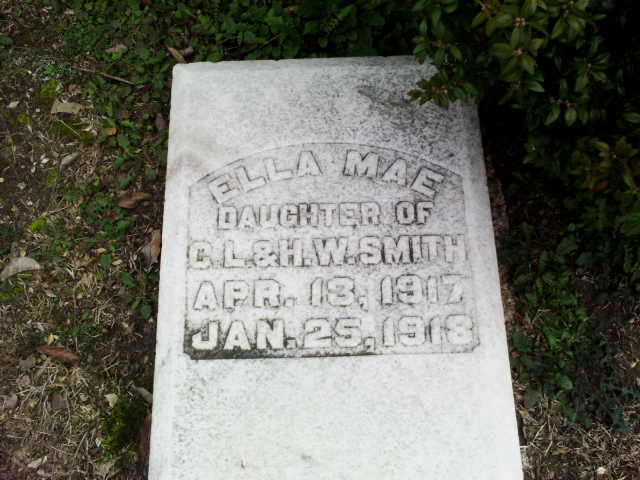 ELLA MAE
DAUGHTER OF
C.L.&H.W.SMITH
APR. 13, 1917
JAN. 25, 1918